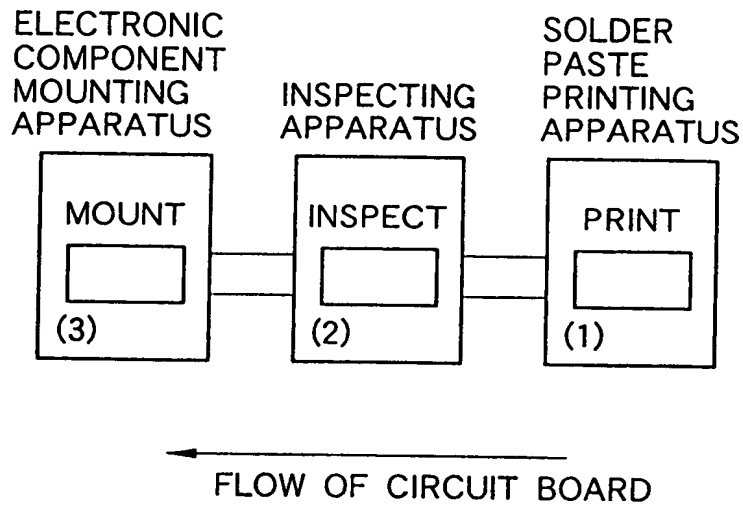 ELECTRONIC
COMPONENT
MOUNTING
APPARATUS
INSPECTING
APPARATUS
SOLDER
PASTE
PRINTING
APPARATUS
MOUNT
(3)
INSPECT
(2)
PRINT
(1)
FLOW OF CIRCUIT BOARD